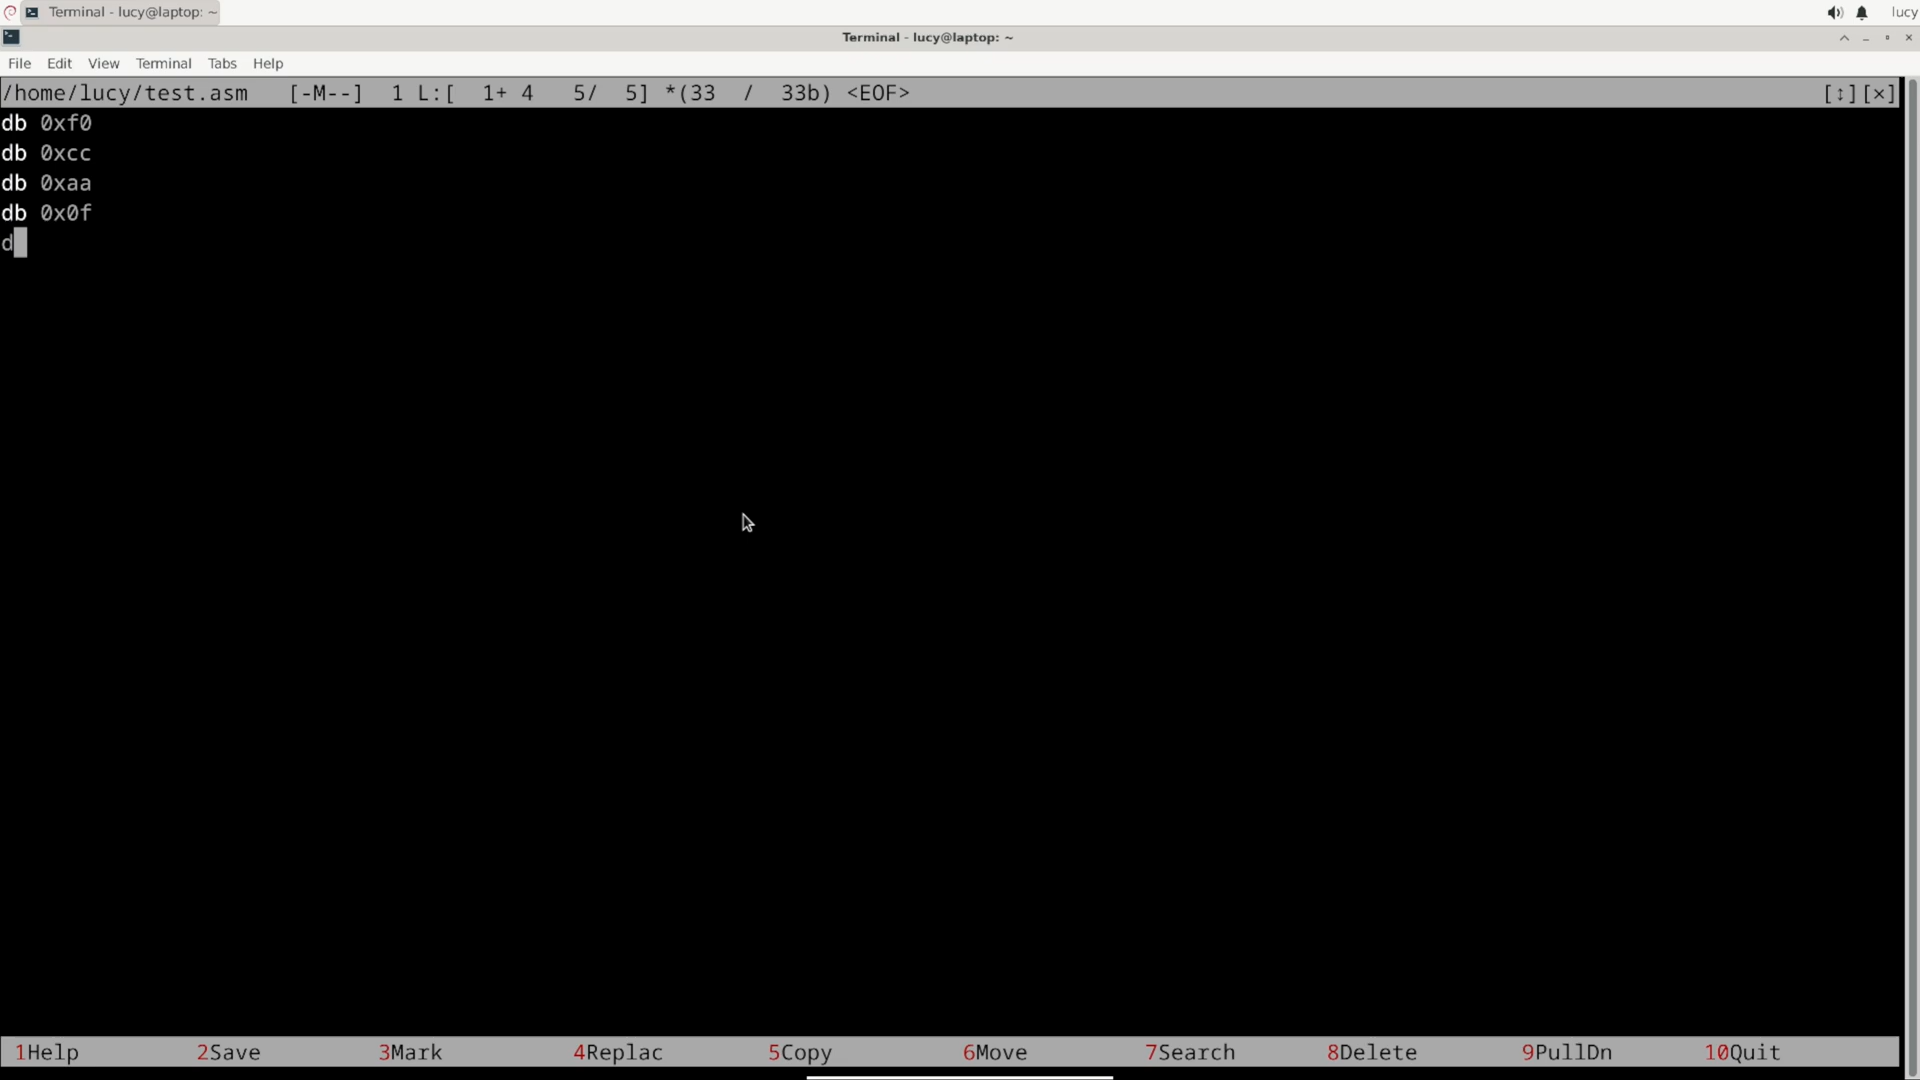 Terminal - lucy@laptop: ~ lucy
Terminal - lucy@laptop: ~
File Edit View Terminal Tabs Help
/home/lucy/test.asm [-M--] 1 L:[ 1+ 4 5/ 5] *(33 / 33b) <EOF> [↕][×]
db 0xf0
db 0xcc
db 0xaa
db 0x0f
d
1Help 2Save 3Mark 4Replac 5Copy 6Move 7Search 8Delete 9PullDn 10Quit